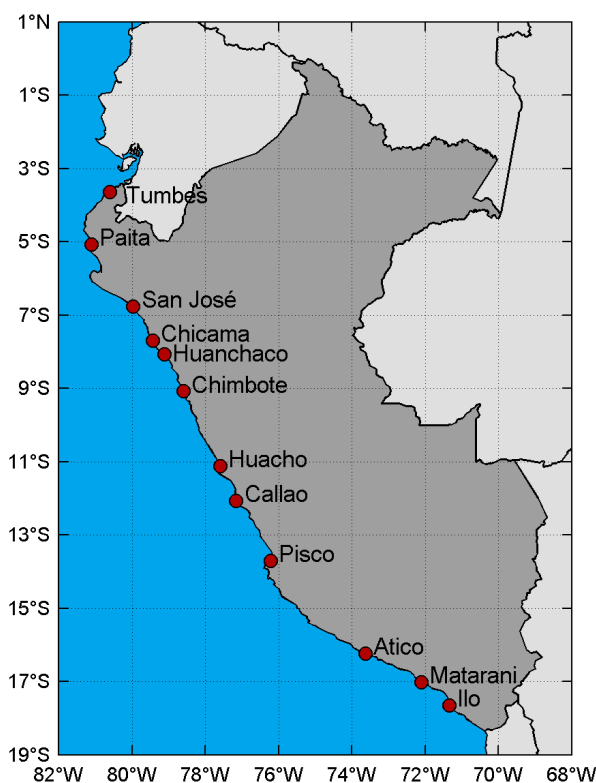 1°N
1°S
3°S
Tumbes
5°S
Paita
San José
7°S
Chicama
Huanchaco
9°S
Chimbote
11°S
Huacho
Callao
13°S
Pisco
15°S
Atico
17°S
Matarani
Ilo
19°S
82°W 80°W 78°W 76°W 74°W 72°W 70°W 68°W